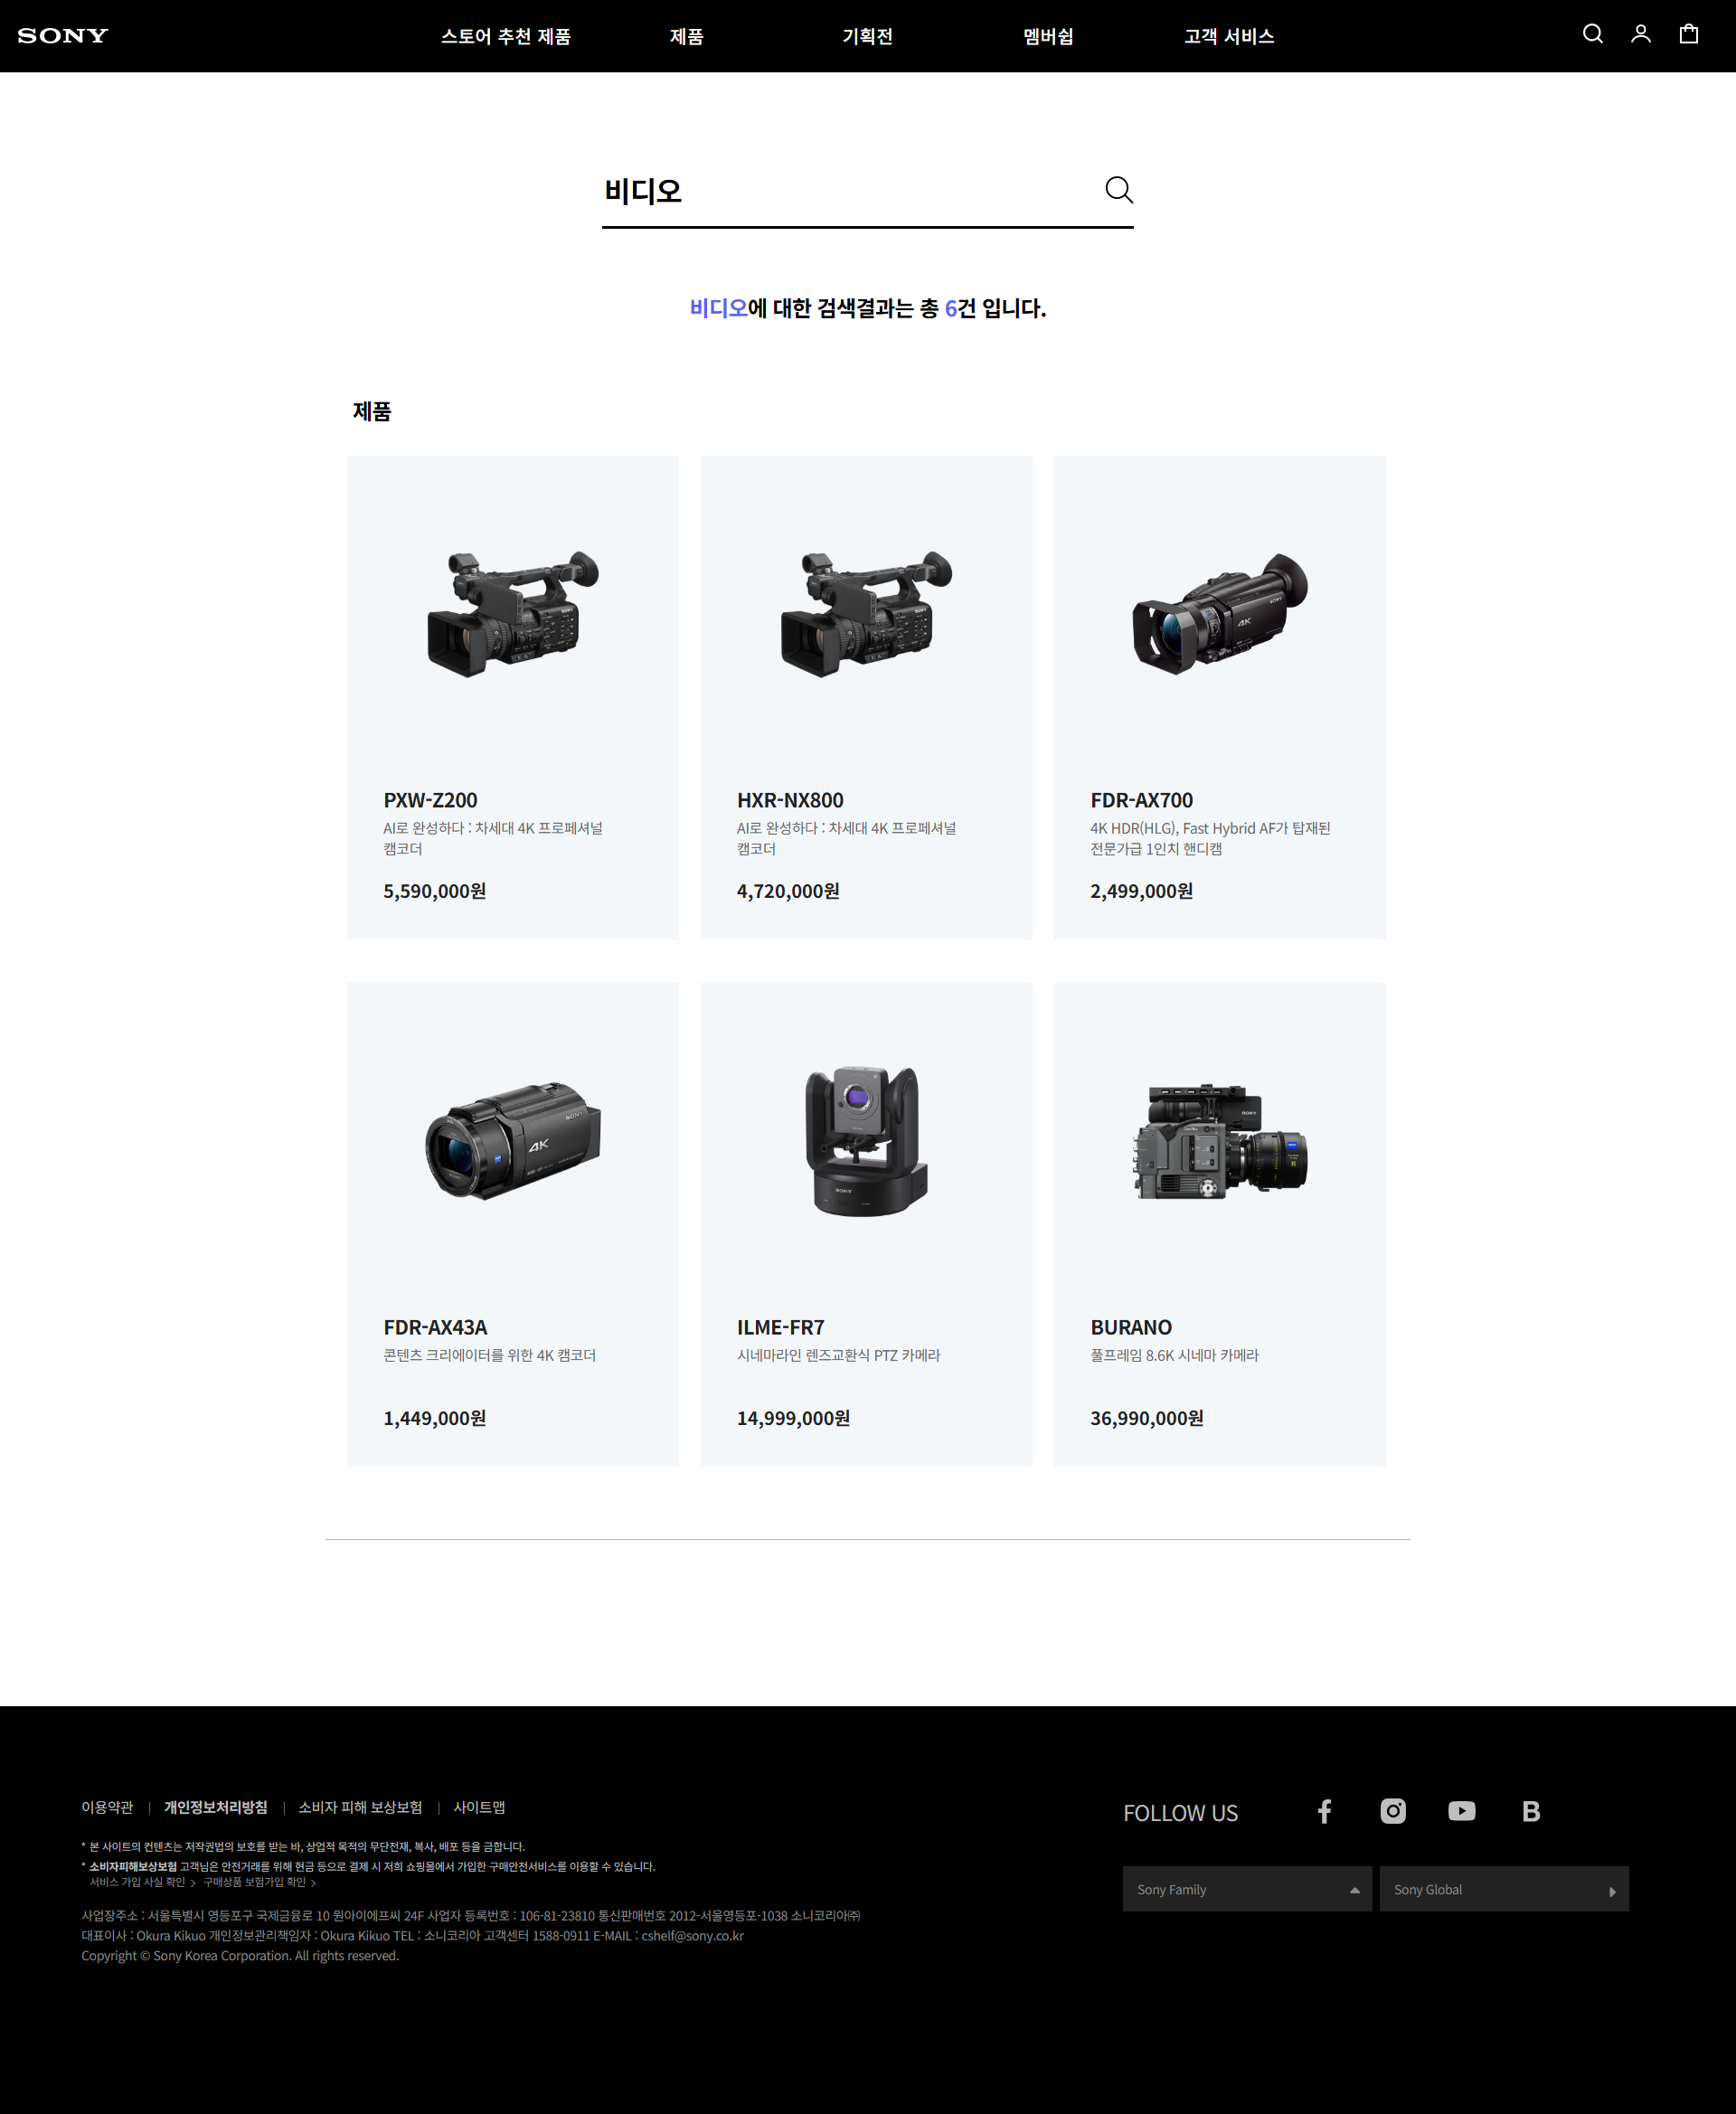 SONY
스토어 추천 제품
제품
기획전
멤버쉽
고객 서비스
비디오
비디오에 대한 검색결과는 총 6건 입니다.
제품
PXW-Z200
AI로 완성하다 : 차세대 4K 프로페셔널
캠코더
5,590,000원
HXR-NX800
AI로 완성하다 : 차세대 4K 프로페셔널
캠코더
4,720,000원
SONY
4K
FDR-AX700
4K HDR(HLG), Fast Hybrid AF가 탑재된
전문가급 1인치 핸디캠
2,499,000원
SONY
4K
FDR-AX43A
콘텐츠 크리에이터를 위한 4K 캠코더
1,449,000원
SONY
ILME-FR7
시네마라인 렌즈교환식 PTZ 카메라
14,999,000원
SONY
BURANO
풀프레임 8.6K 시네마 카메라
36,990,000원
이용약관
개인정보처리방침
소비자 피해 보상보험
사이트맵
* 본 사이트의 컨텐츠는 저작권법의 보호를 받는 바, 상업적 목적의 무단전재, 복사, 배포 등을 금합니다.
* 소비자피해보상보험 고객님은 안전거래를 위해 현금 등으로 결제 시 저희 쇼핑몰에서 가입한 구매안전서비스를 이용할 수 있습니다.
서비스 가입 사실 확인 > 구매상품 보험가입 확인 >
사업장주소 : 서울특별시 영등포구 국제금융로 10 원아이에프씨 24F 사업자 등록번호 : 106-81-23810 통신판매번호 2012-서울영등포-1038 소니코리아㈜
대표이사 : Okura Kikuo 개인정보관리책임자 : Okura Kikuo TEL : 소니코리아 고객센터 1588-0911 E-MAIL : cshelf@sony.co.kr
Copyright © Sony Korea Corporation. All rights reserved.
FOLLOW US
B
Sony Family
Sony Global